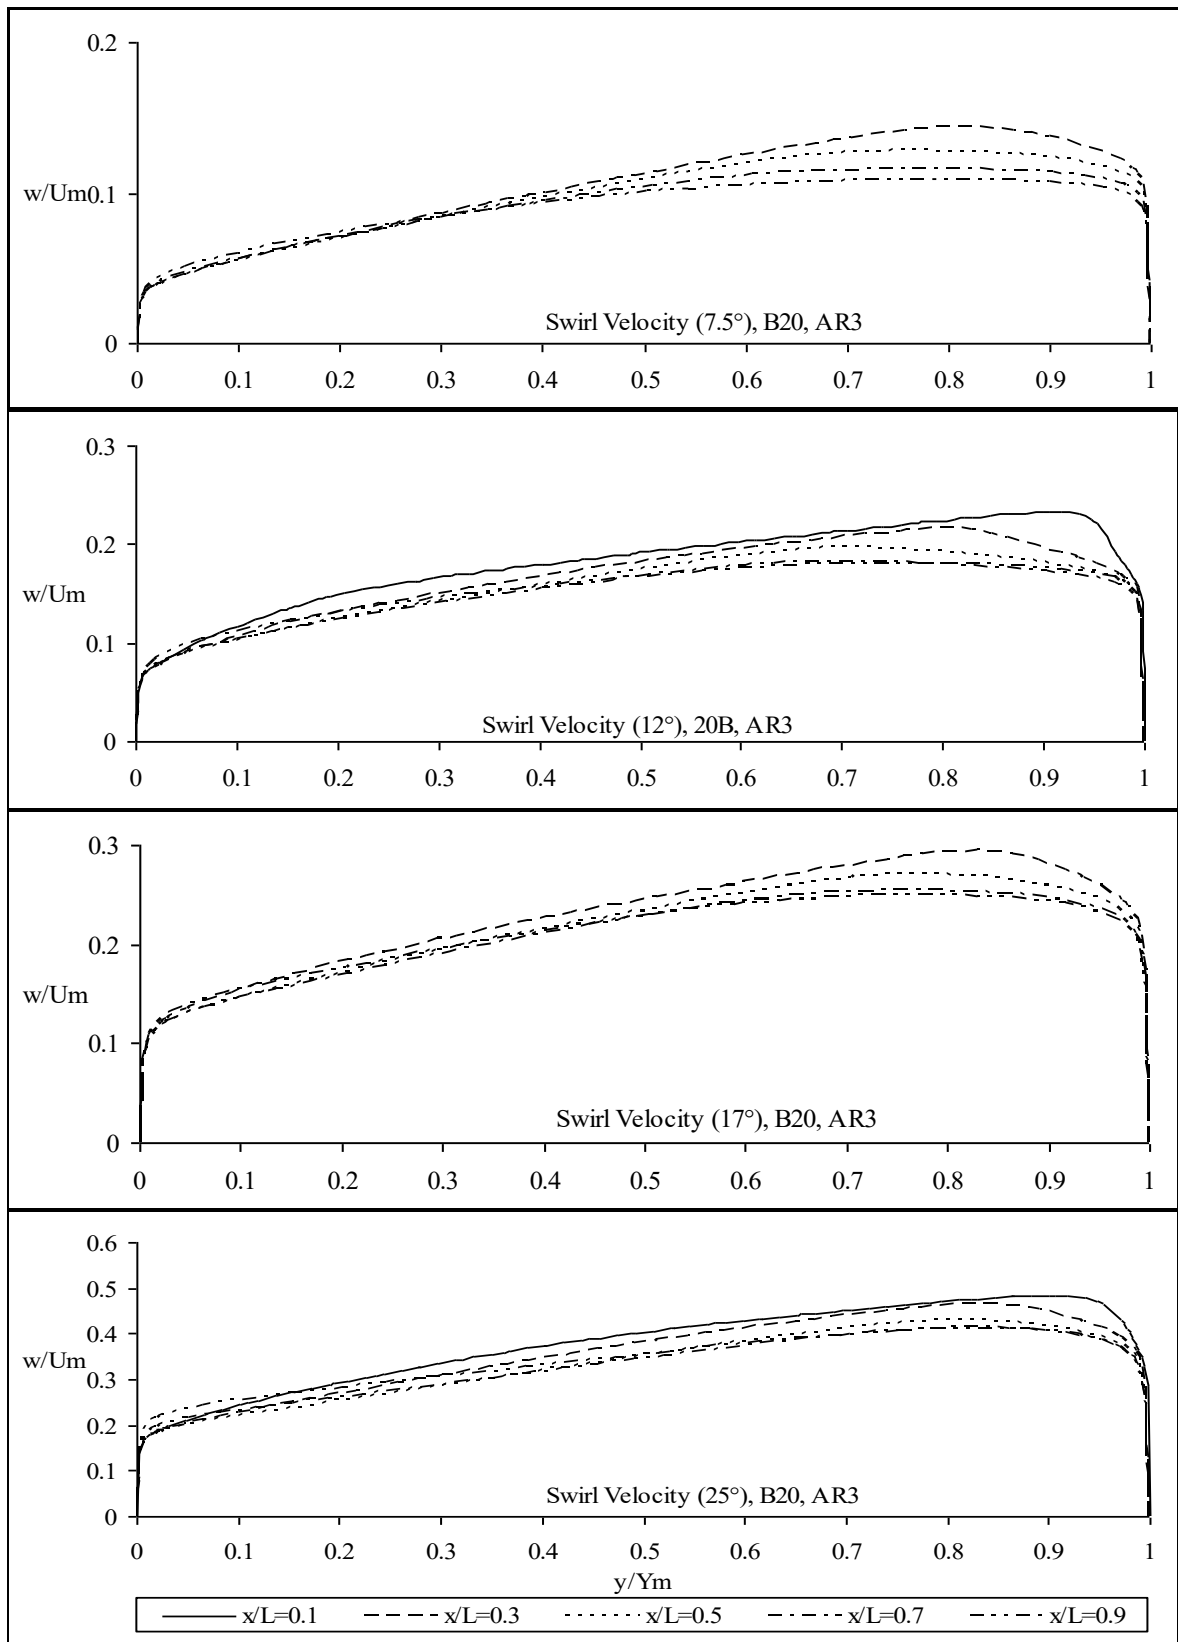 0.2
w/Um 0.1
0
Swirl Velocity (7.5°), B20, AR3
0 0.1 0.2 0.3 0.4 0.5 0.6 0.7 0.8 0.9 1
0.3
0.2
w/Um
0.1
0
Swirl Velocity (12°), 20B, AR3
0 0.1 0.2 0.3 0.4 0.5 0.6 0.7 0.8 0.9 1
0.3
0.2
w/Um
0.1
0
Swirl Velocity (17°), B20, AR3
0 0.1 0.2 0.3 0.4 0.5 0.6 0.7 0.8 0.9 1
0.6
0.5
0.4
w/Um
0.3
0.2
0.1
0
Swirl Velocity (25°), B20, AR3
0 0.1 0.2 0.3 0.4 0.5 0.6 0.7 0.8 0.9 1
y/Ym
x/L=0.1 x/L=0.3 x/L=0.5 x/L=0.7 x/L=0.9